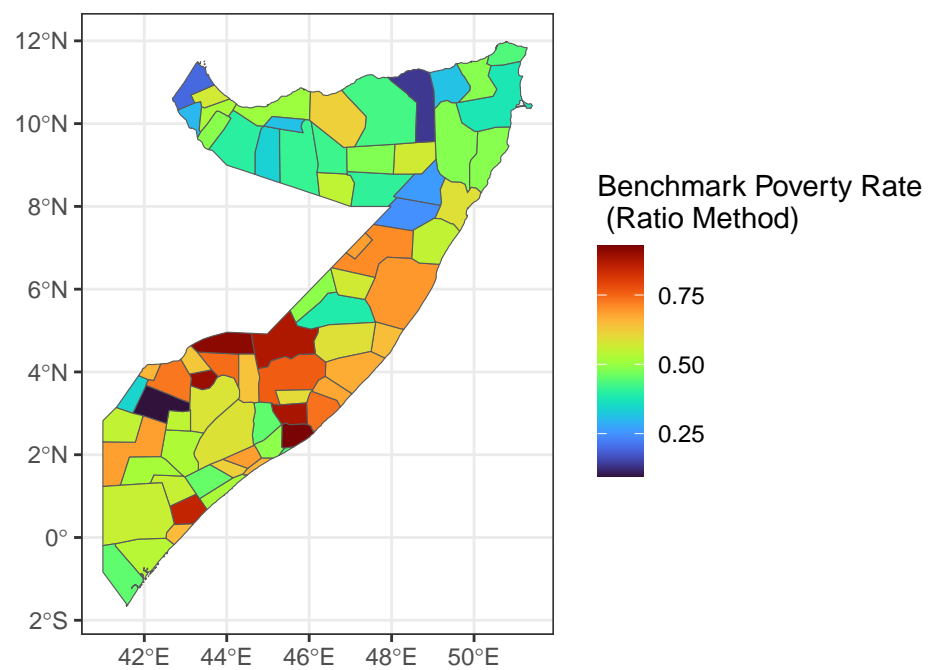 12°N
10°N
8°N
6°N
4°N
2°N
0°
2°S
42°E 44°E 46°E 48°E 50°E
Benchmark Poverty Rate
(Ratio Method)
0.75
0.50
0.25